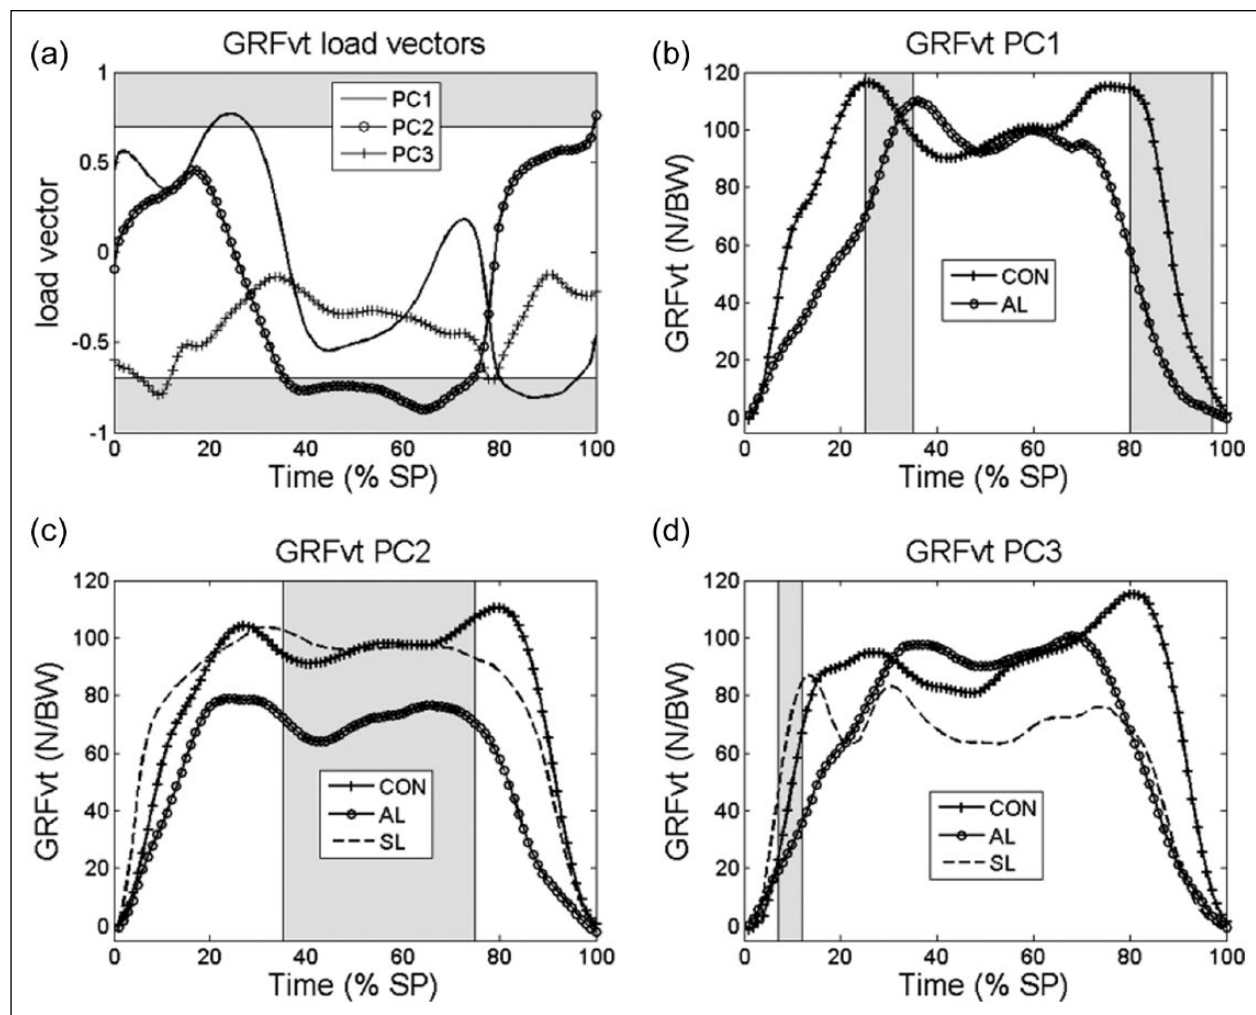 (a)
GRFvt load vectors
1
0.5
0
-0.5
-1
load vector
PC1
PC2
PC3
0 20 40 60 80 100
Time (% SP)
(b)
GRFvt PC1
120
100
80
60
40
20
0
GRFvt (N/BW)
CON
AL
0 20 40 60 80 100
Time (% SP)
(c)
GRFvt PC2
120
100
80
60
40
20
0
GRFvt (N/BW)
CON
AL
SL
0 20 40 60 80 100
Time (% SP)
(d)
GRFvt PC3
120
100
80
60
40
20
0
GRFvt (N/BW)
CON
AL
SL
0 20 40 60 80 100
Time (% SP)